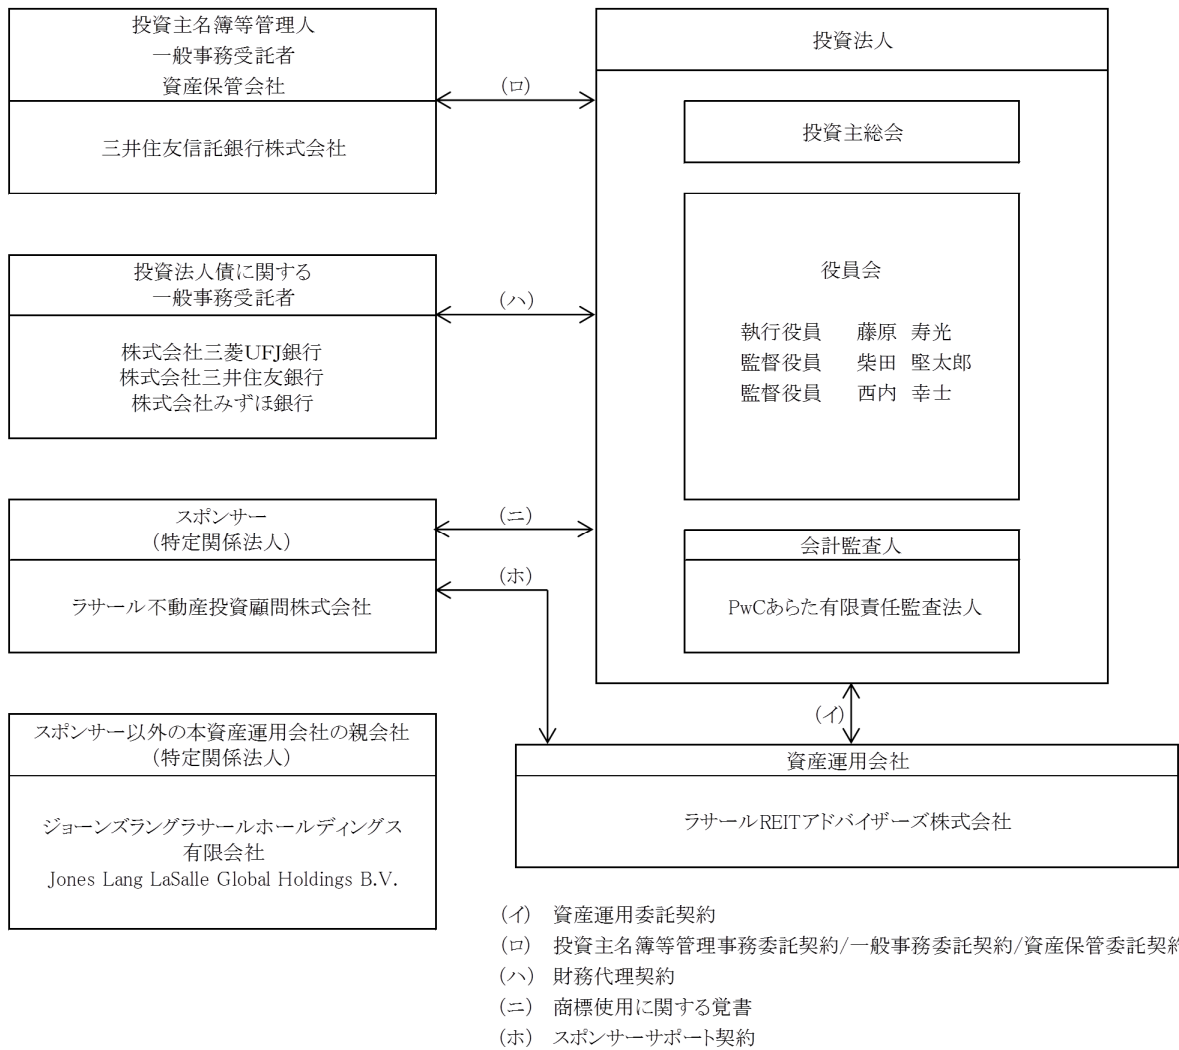 投資主名簿等管理人
一般事務受託者
資産保管会社
三井住友信託銀行株式会社
(ロ)
投資法人債に関する
一般事務受託者
株式会社三菱UFJ銀行
株式会社三井住友銀行
株式会社みずほ銀行
(ハ)
スポンサー
(特定関係法人)
ラサール不動産投資顧問株式会社
(ニ)
(ホ)
スポンサー以外の本資産運用会社の親会社
(特定関係法人)
ジョーンズラングラサールホールディングス
有限会社
Jones Lang LaSalle Global Holdings B.V.
投資法人
投資主総会
役員会
執行役員 藤原 寿光
監督役員 柴田 堅太郎
監督役員 西内 幸士
会計監査人
PwCあらた有限責任監査法人
(イ)
資産運用会社
ラサールREITアドバイザーズ株式会社
(イ) 資産運用委託契約
(ロ) 投資主名簿等管理事務委託契約/一般事務委託契約/資産保管委託契約
(ハ) 財務代理契約
(ニ) 商標使用に関する覚書
(ホ) スポンサーサポート契約